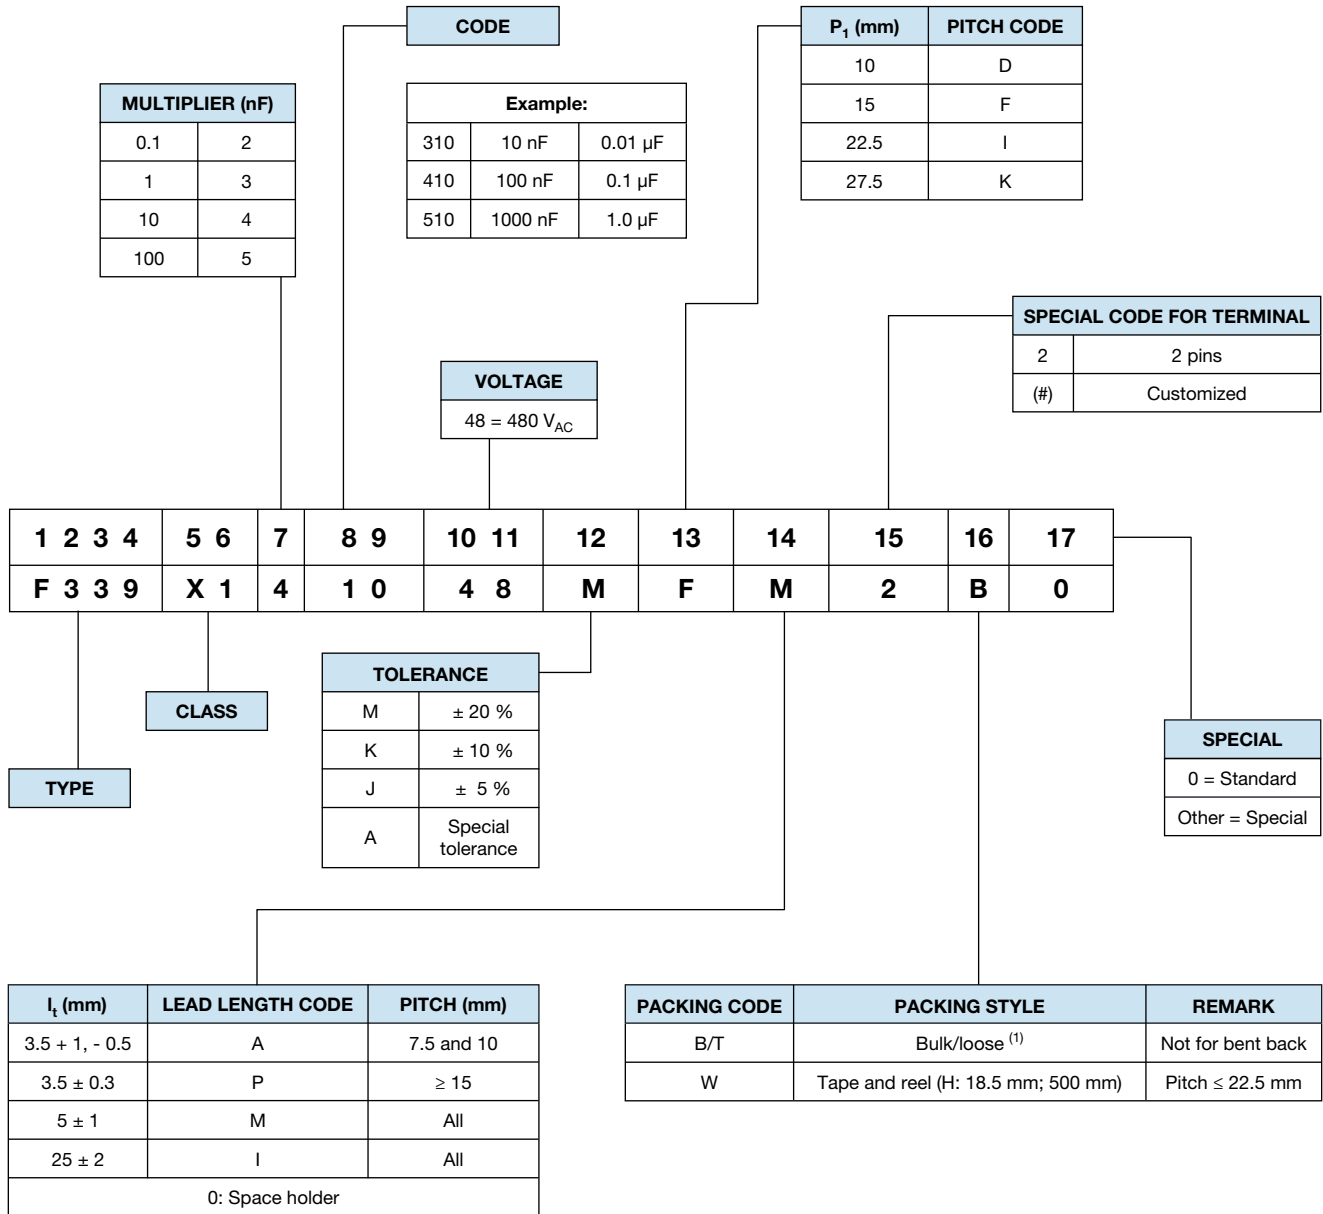 CODE
P1 (mm) PITCH CODE
10 D
15 F
22.5 I
27.5 K
MULTIPLIER (nF)
0.1 2
1 3
10 4
100 5
Example:
310 10 nF 0.01 µF
410 100 nF 0.1 µF
510 1000 nF 1.0 µF
SPECIAL CODE FOR TERMINAL
2 2 pins
(#) Customized
VOLTAGE
48 = 480 VAC
1 2 3 4 5 6 7 8 9 10 11 12 13 14 15 16 17
F 3 3 9 X 1 4 1 0 4 8 M F M 2 B 0
TOLERANCE
M ± 20 %
K ± 10 %
J ± 5 %
A Special
tolerance
CLASS
TYPE
SPECIAL
0 = Standard
Other = Special
lt (mm) LEAD LENGTH CODE PITCH (mm)
3.5 + 1, - 0.5 A 7.5 and 10
3.5 ± 0.3 P ≥ 15
5 ± 1 M All
25 ± 2 I All
0: Space holder
PACKING CODE PACKING STYLE REMARK
B/T Bulk/loose (1) Not for bent back
W Tape and reel (H: 18.5 mm; 500 mm) Pitch ≤ 22.5 mm